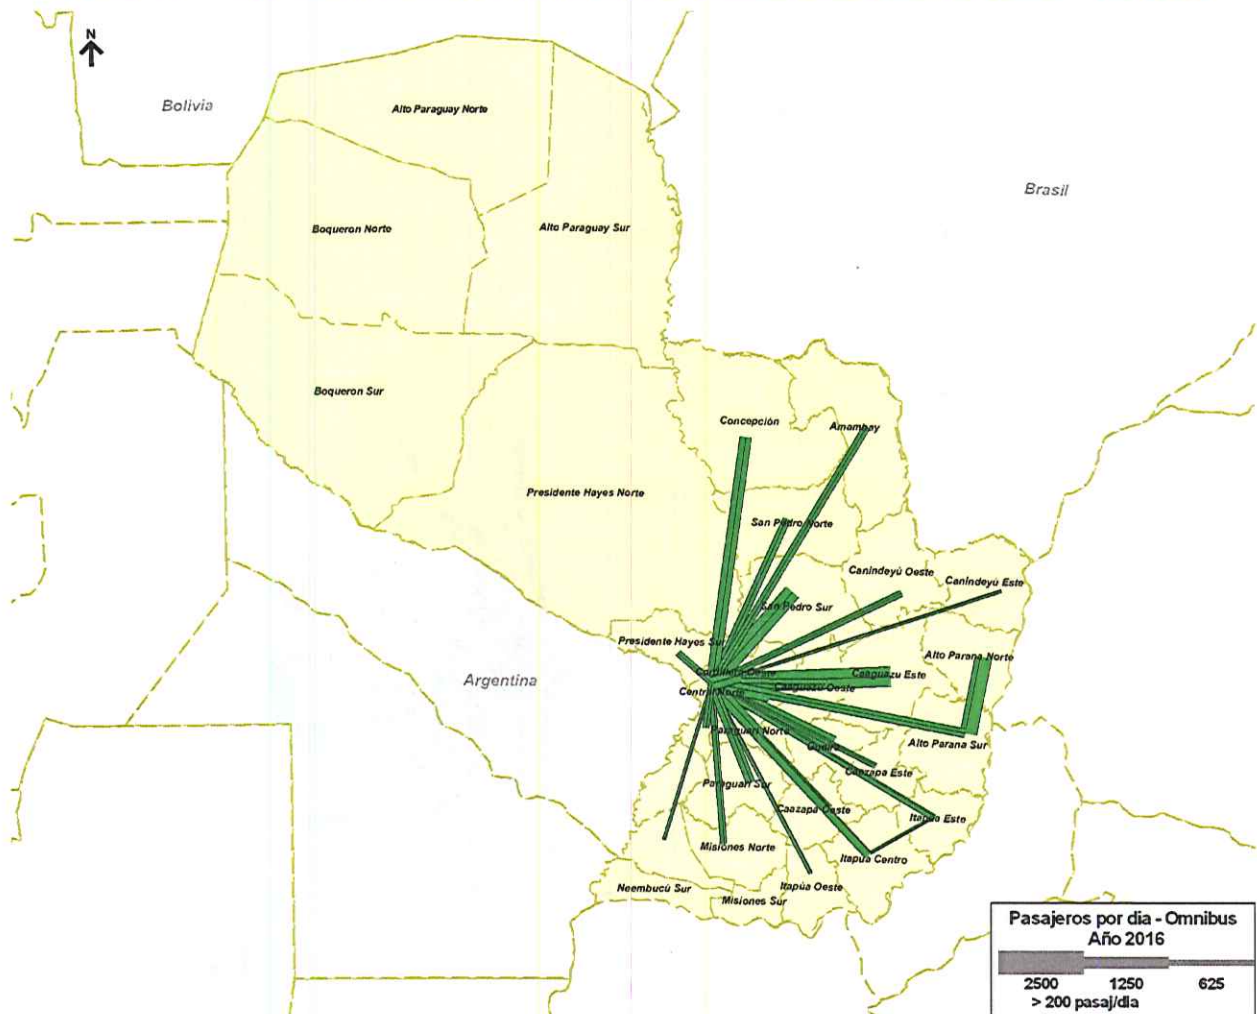 N
Bolivia
Alto Paraguay Norte
Brasil
Boqueron Norte
Alto Paraguay Sur
Boqueron Sur
Concepción
Amambay
Presidente Hayes Norte
San Pedro Norte
Canindeyú Oeste
Canindeyú Este
San Pedro Sur
Presidente Hayes Sur
Alto Parana Norte
Cordillera Oeste
Caaguazu Este
Argentina
Caaguazu Oeste
Central Norte
Paraguari Norte
Guaira
Alto Parana Sur
Caazapa Este
Paraguari Sur
Caazapa Oeste
Itapúa Este
Misiones Norte
Itapúa Centro
Neembucú Sur
Itapúa Oeste
Misiones Sur
Pasajeros por dia - Omnibus
Año 2016
2500 1250 625
> 200 pasaj/dia